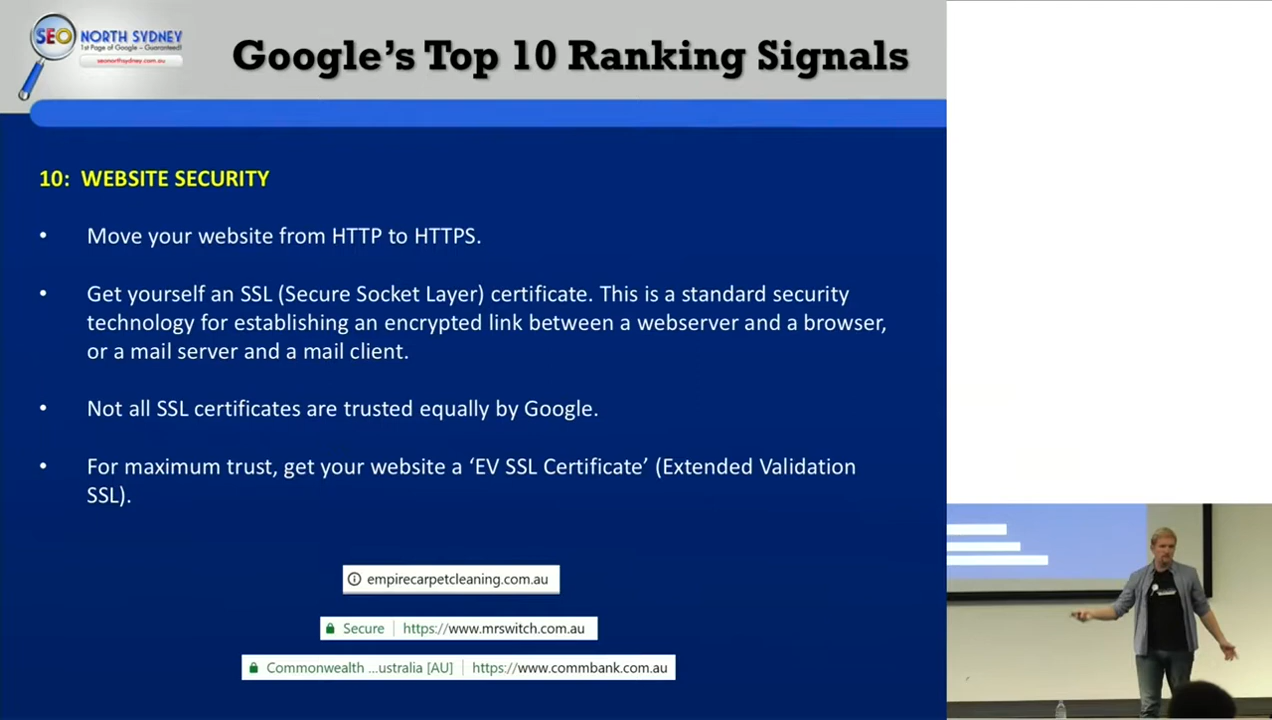 SEO NORTH SYDNEY
1st Page of Google – Guaranteed!
seonorthsydney.com.au
Google's Top 10 Ranking Signals
10: WEBSITE SECURITY
• Move your website from HTTP to HTTPS.
• Get yourself an SSL (Secure Socket Layer) certificate. This is a standard security
technology for establishing an encrypted link between a webserver and a browser,
or a mail server and a mail client.
• Not all SSL certificates are trusted equally by Google.
• For maximum trust, get your website a ‘EV SSL Certificate’ (Extended Validation
SSL).
empirecarpetcleaning.com.au
Secure | https://www.mrswitch.com.au
Commonwealth ...ustralia [AU] | https://www.commbank.com.au